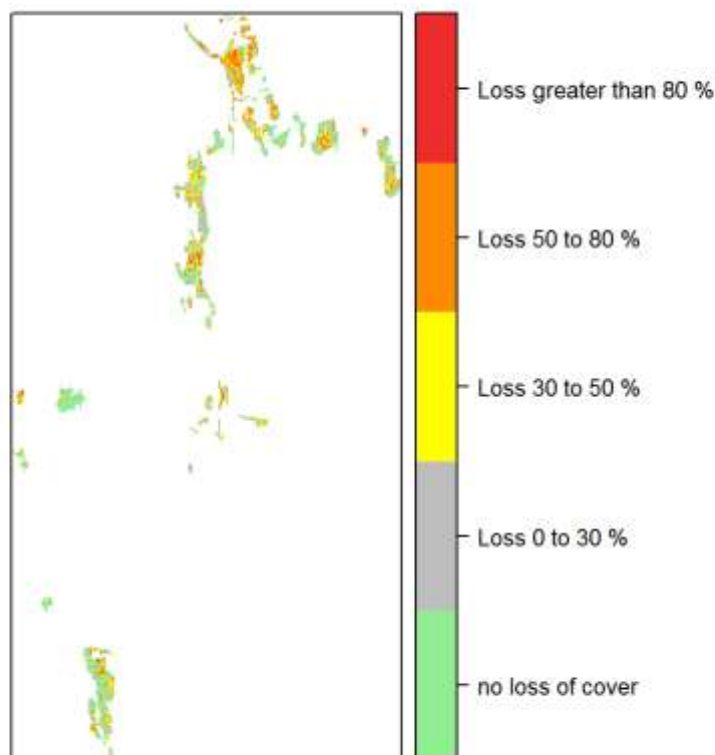 Loss greater than 80 %
Loss 50 to 80 %
Loss 30 to 50 %
Loss 0 to 30 %
no loss of cover